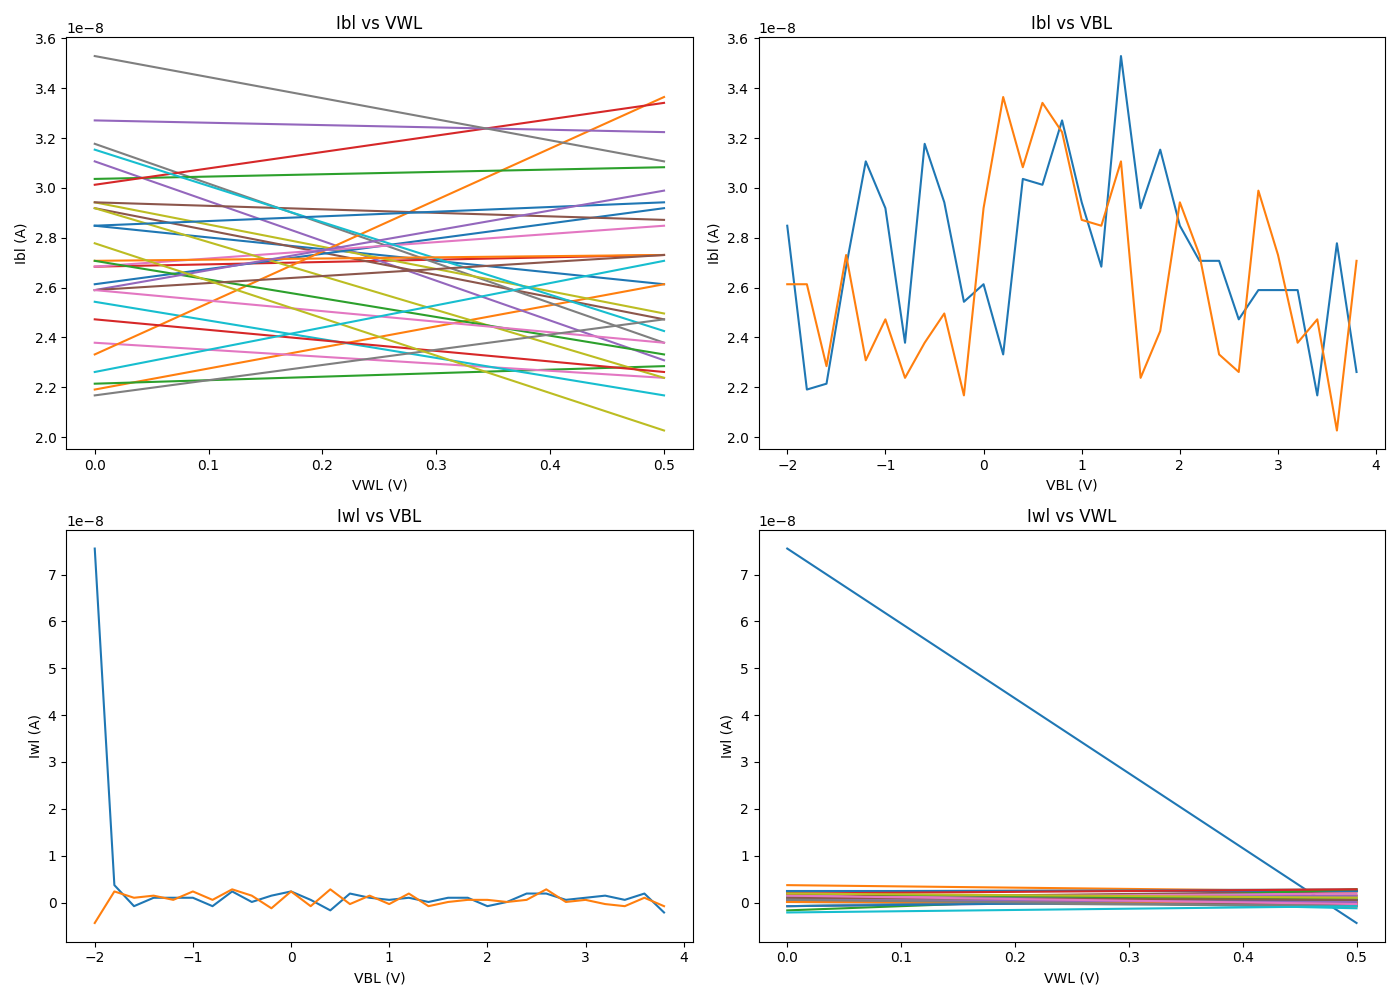 Ibl vs VWL
1e−8
3.6
3.4
3.2
3.0
2.8
2.6
2.4
2.2
2.0
Ibl (A)
0.0 0.1 0.2 0.3 0.4 0.5
VWL (V)
Ibl vs VBL
1e−8
3.6
3.4
3.2
3.0
2.8
2.6
2.4
2.2
2.0
Ibl (A)
−2 −1 0 1 2 3 4
VBL (V)
Iwl vs VBL
1e−8
7
6
5
4
3
2
1
0
Iwl (A)
−2 −1 0 1 2 3 4
VBL (V)
Iwl vs VWL
1e−8
7
6
5
4
3
2
1
0
Iwl (A)
0.0 0.1 0.2 0.3 0.4 0.5
VWL (V)